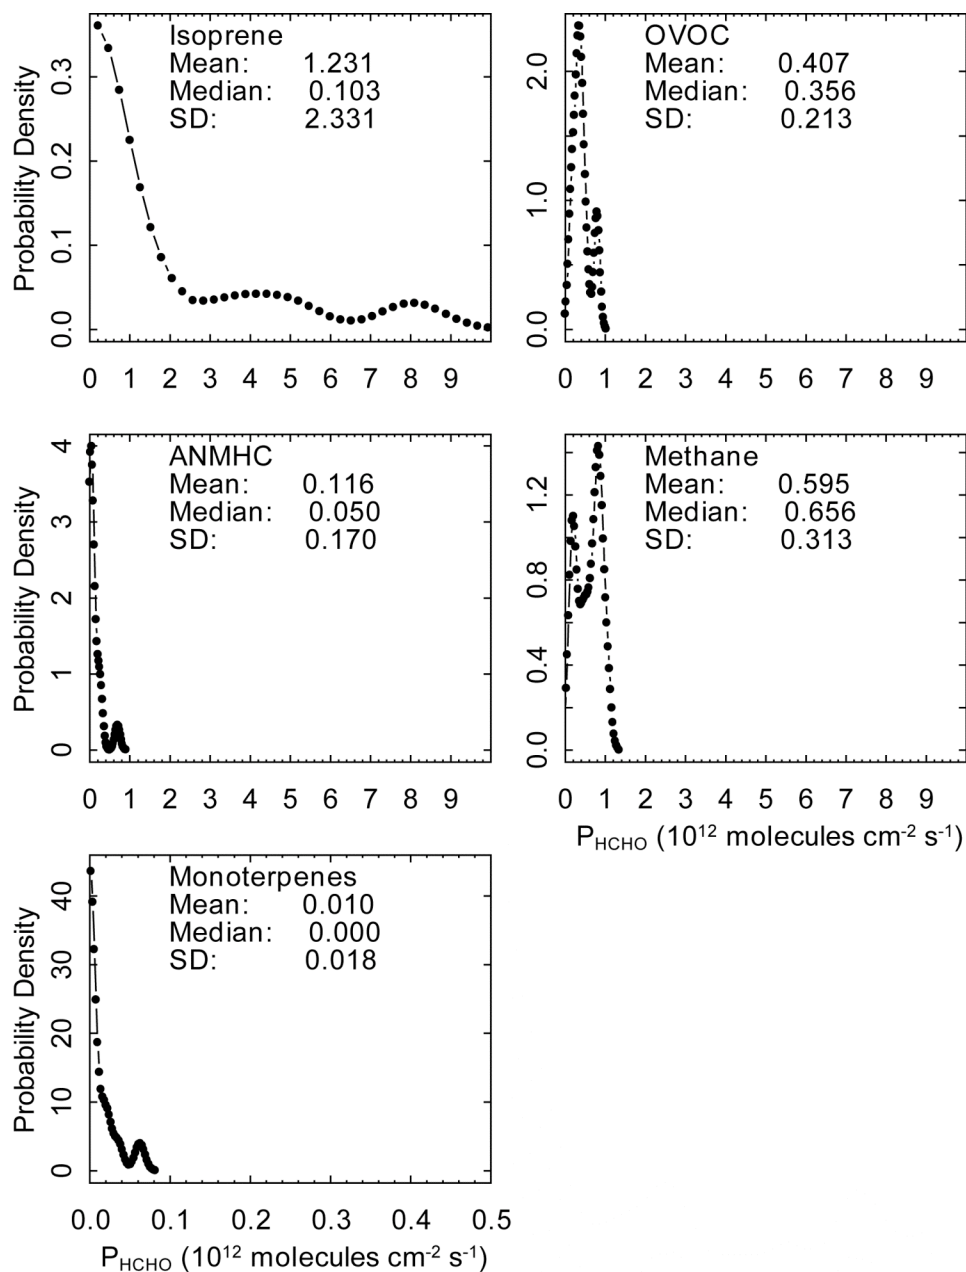 Isoprene
Mean: 1.231
Median: 0.103
SD: 2.331
Probability Density
0.0 0.1 0.2 0.3
0 1 2 3 4 5 6 7 8 9
OVOC
Mean: 0.407
Median: 0.356
SD: 0.213
0.0 1.0 2.0
0 1 2 3 4 5 6 7 8 9
ANMHC
Mean: 0.116
Median: 0.050
SD: 0.170
Probability Density
0 1 2 3 4
0 1 2 3 4 5 6 7 8 9
Methane
Mean: 0.595
Median: 0.656
SD: 0.313
0.0 0.4 0.8 1.2
0 1 2 3 4 5 6 7 8 9
P_HCHO (10^12 molecules cm^-2 s^-1)
Monoterpenes
Mean: 0.010
Median: 0.000
SD: 0.018
Probability Density
0 10 20 30 40
0.0 0.1 0.2 0.3 0.4 0.5
P_HCHO (10^12 molecules cm^-2 s^-1)